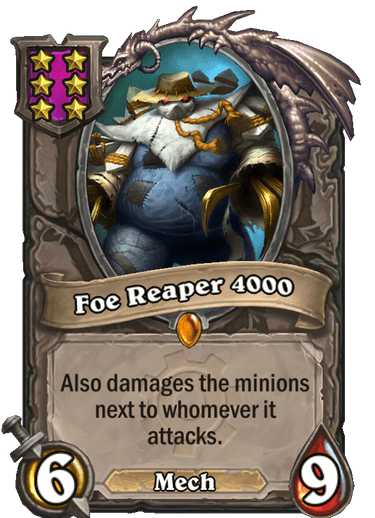 Foe Reaper 4000
Also damages the minions
next to whomever it
attacks.
6
Mech
9